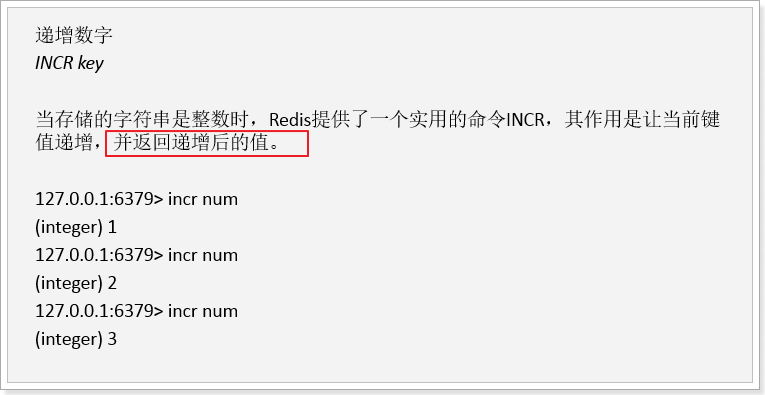 递增数字
INCR key
当存储的字符串是整数时，Redis提供了一个实用的命令INCR，其作用是让当前键
值递增，并返回递增后的值。
127.0.0.1:6379> incr num
(integer) 1
127.0.0.1:6379> incr num
(integer) 2
127.0.0.1:6379> incr num
(integer) 3